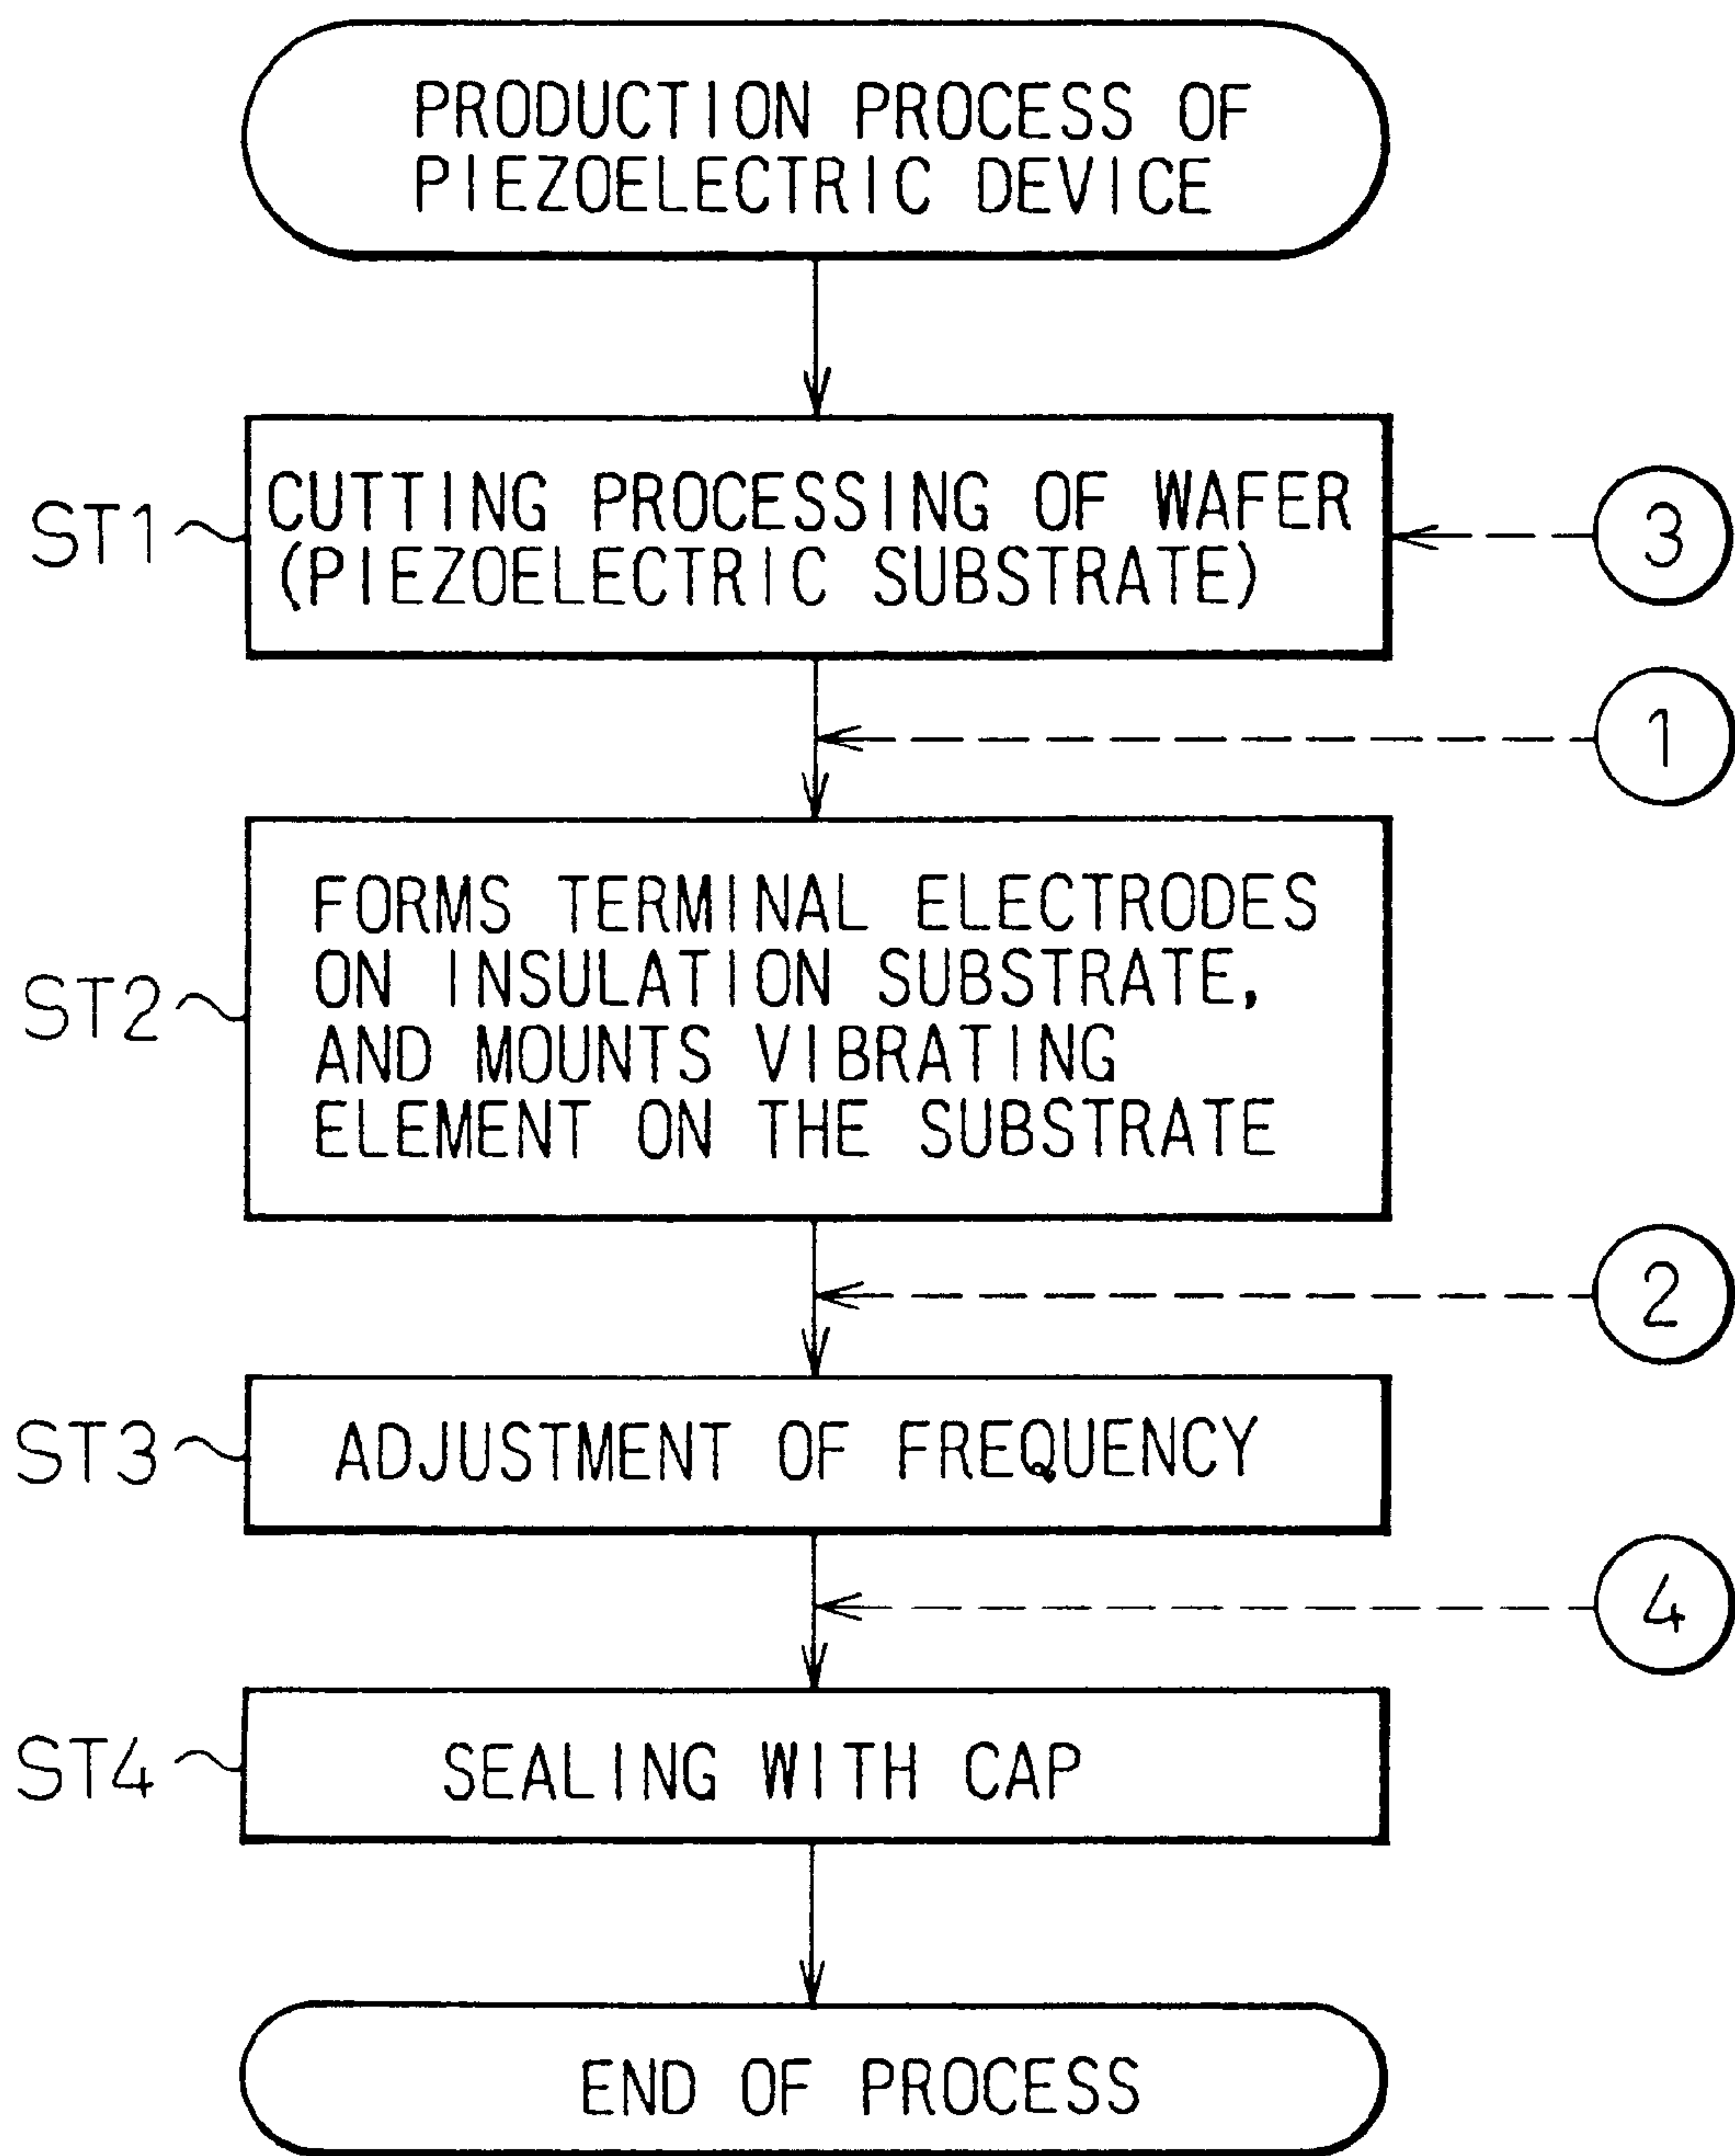 PRODUCTION PROCESS OF
PIEZOELECTRIC DEVICE
ST1
CUTTING PROCESSING OF WAFER
(PIEZOELECTRIC SUBSTRATE)
3
1
ST2
FORMS TERMINAL ELECTRODES
ON INSULATION SUBSTRATE,
AND MOUNTS VIBRATING
ELEMENT ON THE SUBSTRATE
2
ST3
ADJUSTMENT OF FREQUENCY
4
ST4
SEALING WITH CAP
END OF PROCESS